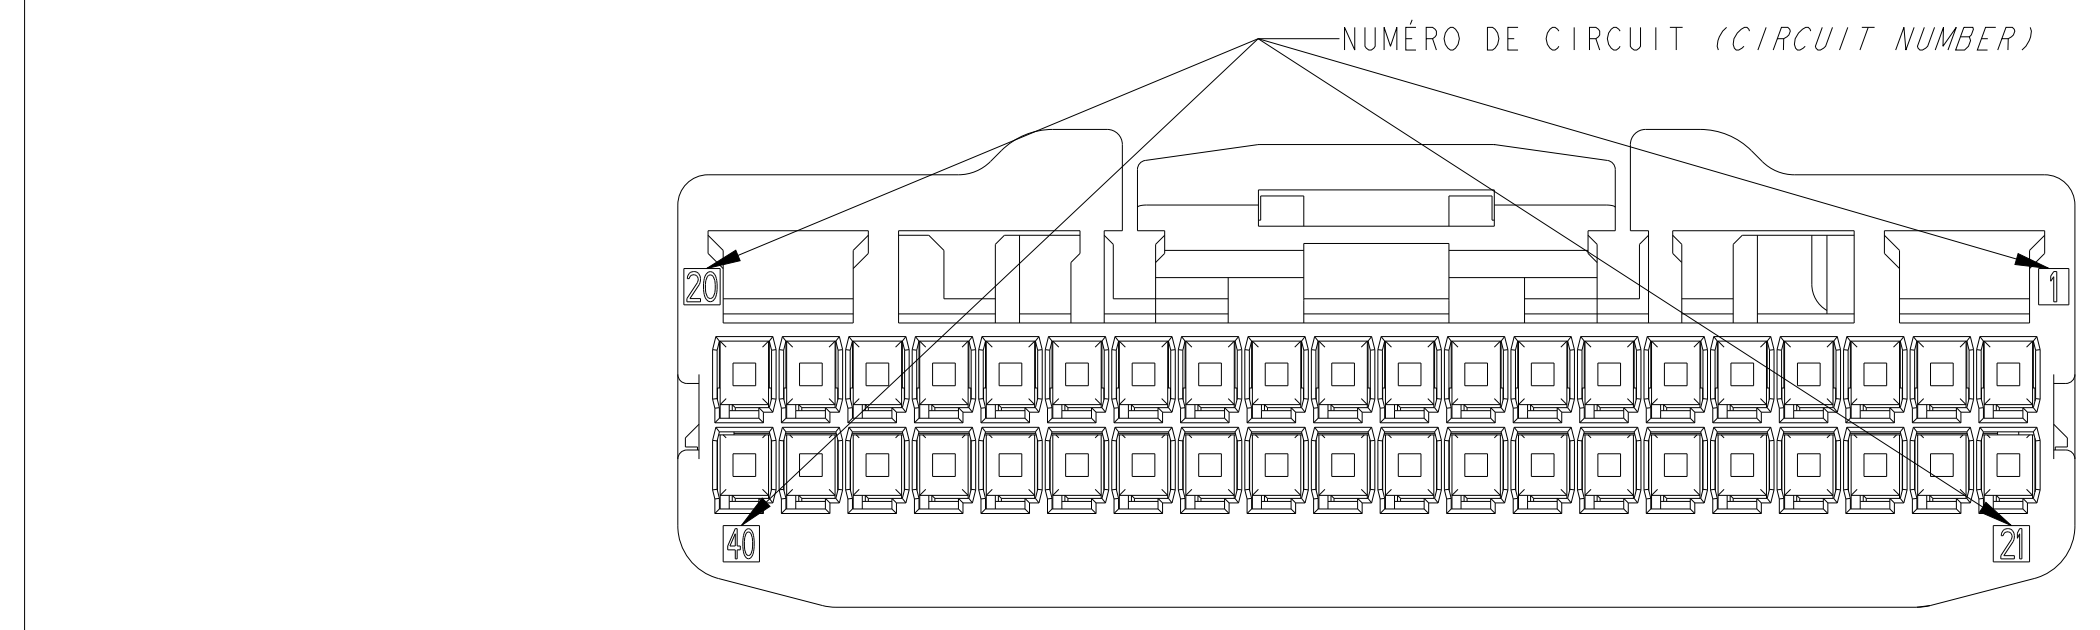 NUMÉRO DE CIRCUIT (CIRCUIT NUMBER)
20
1
40
21